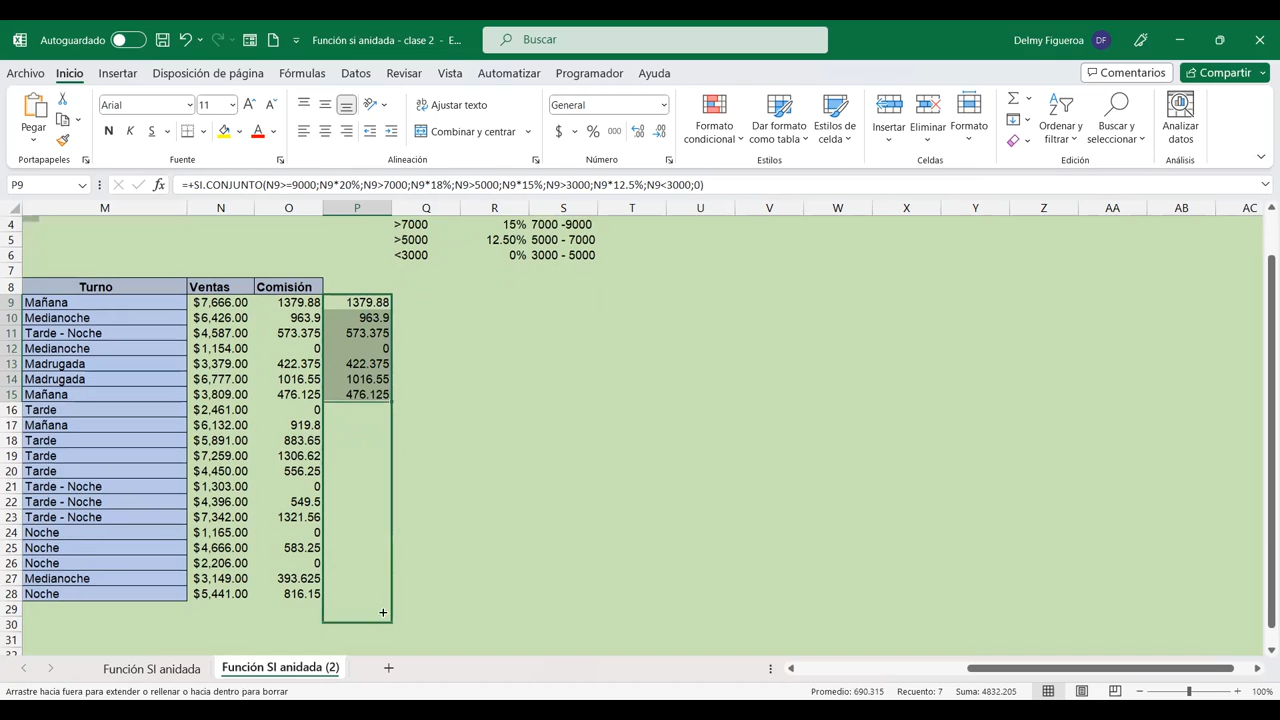 Autoguardado
Función si anidada - clase 2 - E...
Buscar
Delmy Figueroa
DF
Archivo Inicio Insertar Disposición de página Fórmulas Datos Revisar Vista Automatizar Programador Ayuda
Comentarios
Compartir
Pegar
Portapapeles
Arial
11
N K S
Fuente
Ajustar texto
Combinar y centrar
Alineación
General
$ % 000
Número
Formato condicional
Dar formato como tabla
Estilos de celda
Estilos
Insertar
Eliminar
Formato
Celdas
Ordenar y filtrar
Buscar y seleccionar
Edición
Analizar datos
Análisis
P9
fx
=+SI.CONJUNTO(N9>=9000;N9*20%;N9>7000;N9*18%;N9>5000;N9*15%;N9>3000;N9*12.5%;N9<3000;0)
M N O P Q R S T U V W X Y Z AA AB AC
4 >7000 15% 7000 -9000
5 >5000 12.50% 5000 - 7000
6 <3000 0% 3000 - 5000
7
8 Turno Ventas Comisión
9 Mañana $7,666.00 1379.88 1379.88
10 Medianoche $6,426.00 963.9 963.9
11 Tarde - Noche $4,587.00 573.375 573.375
12 Medianoche $1,154.00 0 0
13 Madrugada $3,379.00 422.375 422.375
14 Madrugada $6,777.00 1016.55 1016.55
15 Mañana $3,809.00 476.125 476.125
16 Tarde $2,461.00 0
17 Mañana $6,132.00 919.8
18 Tarde $5,891.00 883.65
19 Tarde $7,259.00 1306.62
20 Tarde $4,450.00 556.25
21 Tarde - Noche $1,303.00 0
22 Tarde - Noche $4,396.00 549.5
23 Tarde - Noche $7,342.00 1321.56
24 Noche $1,165.00 0
25 Noche $4,666.00 583.25
26 Noche $2,206.00 0
27 Medianoche $3,149.00 393.625
28 Noche $5,441.00 816.15
29
30
31
Función SI anidada
Función SI anidada (2)
Arrastre hacia fuera para extender o rellenar o hacia dentro para borrar
Promedio: 690.315 Recuento: 7 Suma: 4832.205
100%